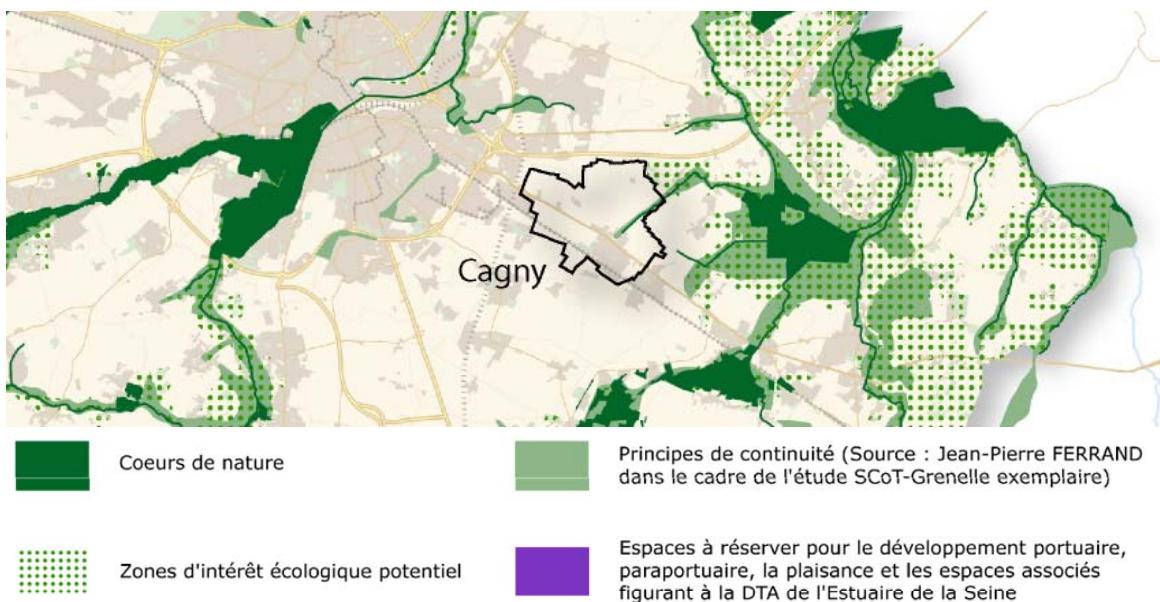 Cagny
Coeurs de nature
Principes de continuité (Source : Jean-Pierre FERRAND
dans le cadre de l'étude SCoT-Grenelle exemplaire)
Zones d'intérêt écologique potentiel
Espaces à réserver pour le développement portuaire,
paraportuaire, la plaisance et les espaces associés
figurant à la DTA de l'Estuaire de la Seine